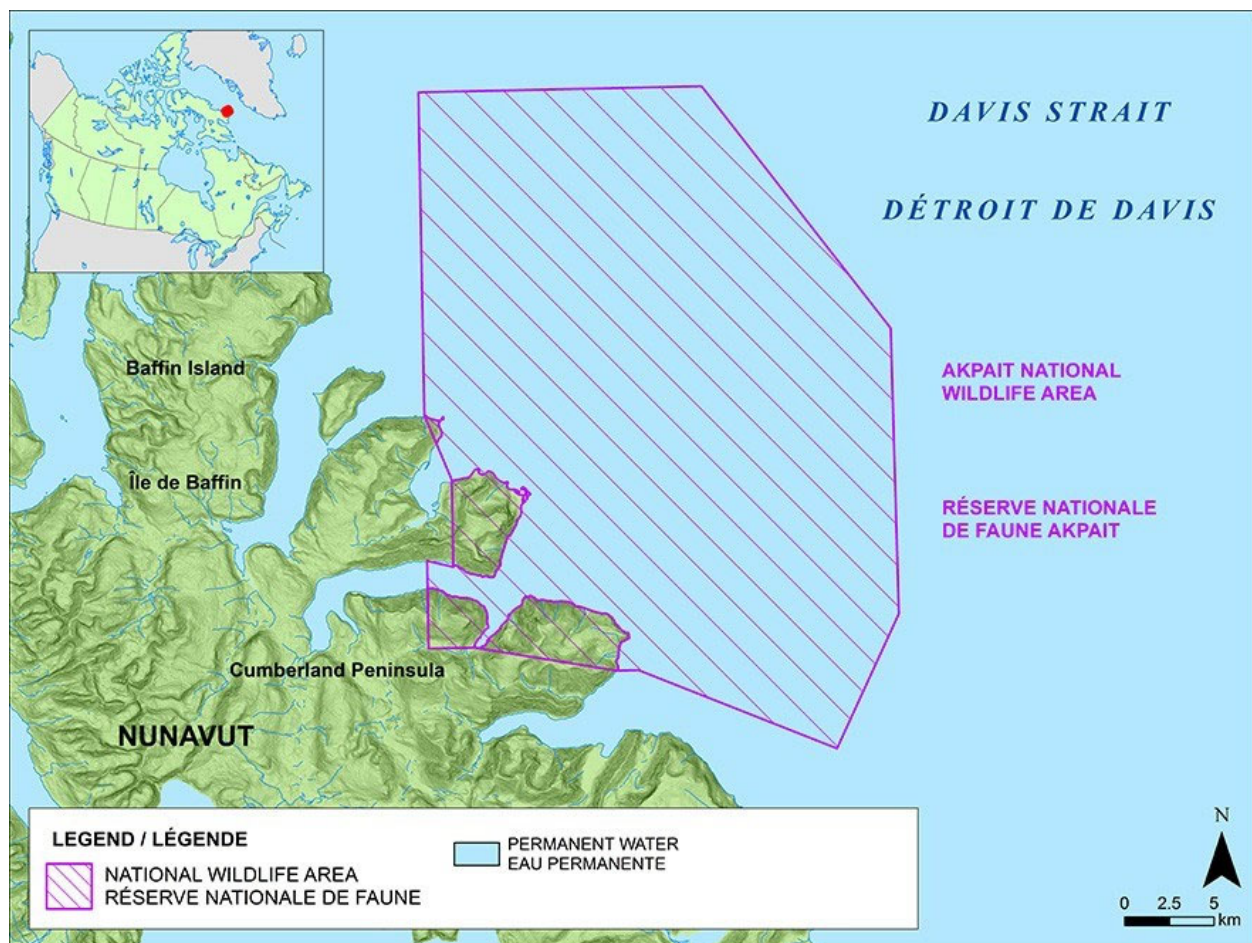 DAVIS STRAIT
DÉTROIT DE DAVIS
Baffin Island
AKPAIT NATIONAL
WILDLIFE AREA
Île de Baffin
RÉSERVE NATIONALE
DE FAUNE AKPAIT
Cumberland Peninsula
NUNAVUT
LEGEND / LÉGENDE
NATIONAL WILDLIFE AREA
RÉSERVE NATIONALE DE FAUNE
PERMANENT WATER
EAU PERMANENTE
N
0 2.5 5
km